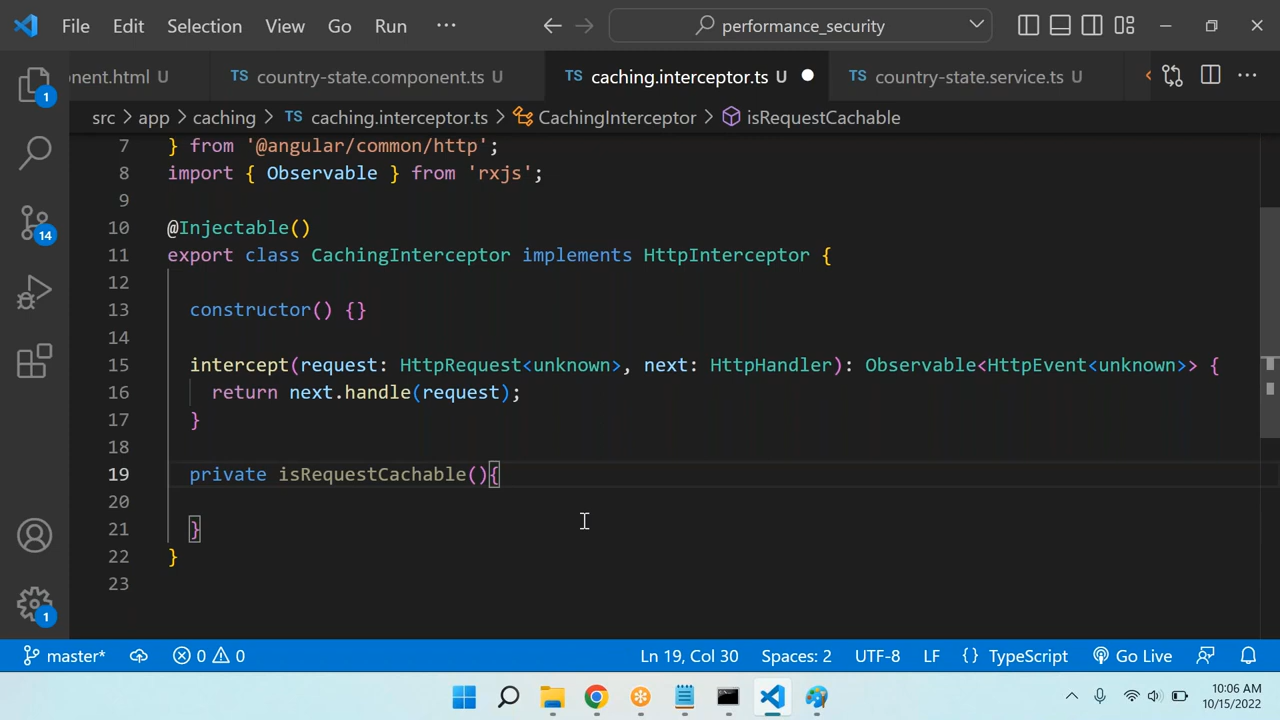 File Edit Selection View Go Run ··· performance_security
onent.html U TS country-state.component.ts U TS caching.interceptor.ts U TS country-state.service.ts U
src > app > caching > TS caching.interceptor.ts > CachingInterceptor > isRequestCachable
7 } from '@angular/common/http';
8 import { Observable } from 'rxjs';
9
10 @Injectable()
11 export class CachingInterceptor implements HttpInterceptor {
12
13 constructor() {}
14
15 intercept(request: HttpRequest<unknown>, next: HttpHandler): Observable<HttpEvent<unknown>> {
16 return next.handle(request);
17 }
18
19 private isRequestCachable(){
20
21 }
22 }
23
1
14
1
master* 0 0 Ln 19, Col 30 Spaces: 2 UTF-8 LF {} TypeScript Go Live
10:06 AM
10/15/2022